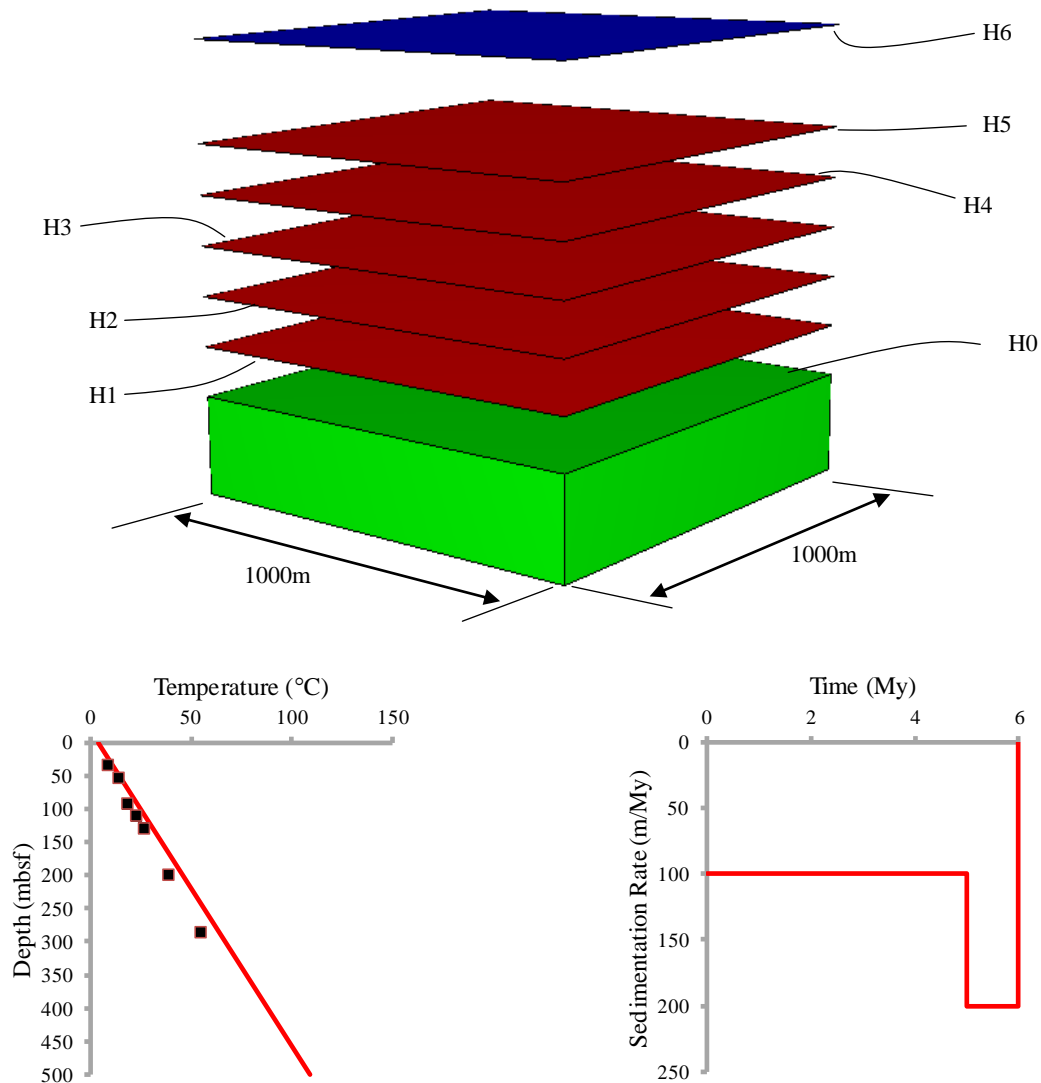 H6
H5
H4
H3
H2
H0
H1
1000m
1000m
Temperature (°C)
0 50 100 150
0
50
100
150
200
250
300
350
400
450
500
Depth (mbsf)
Time (My)
0 2 4 6
0
50
100
150
200
250
Sedimentation Rate (m/My)